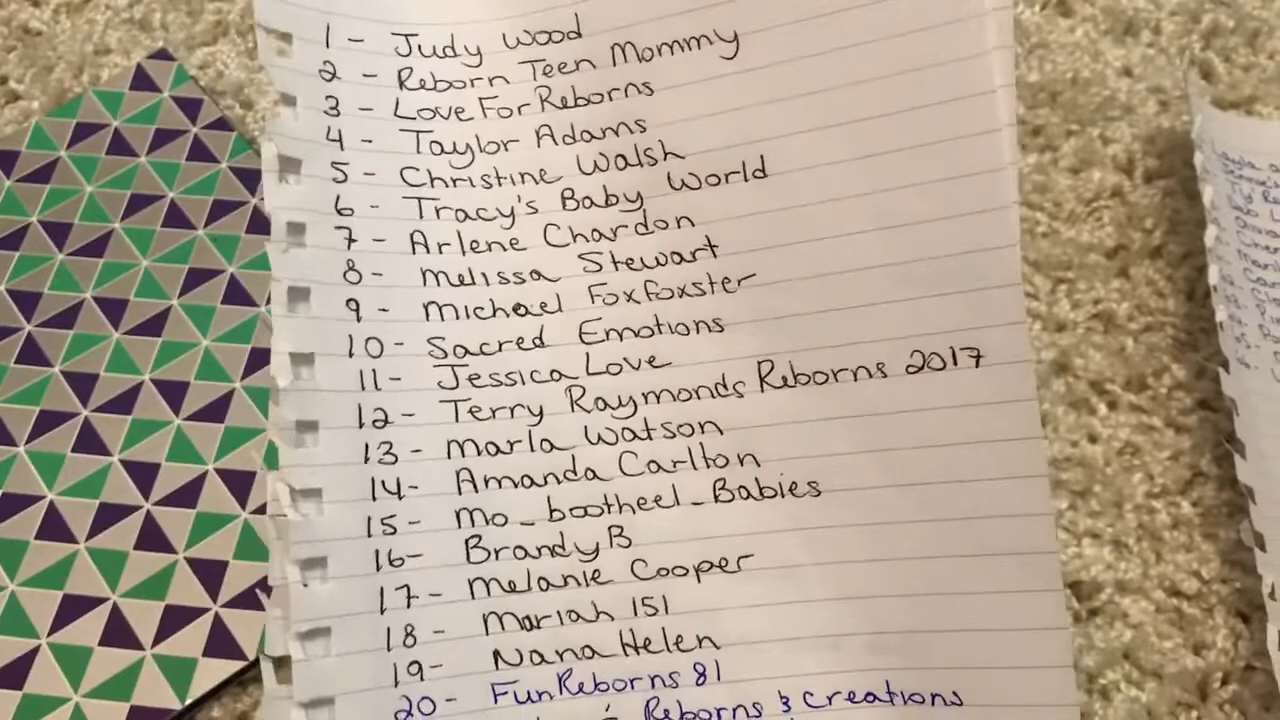 1 - Judy Wood
2 - Reborn Teen Mommy
3 - Love For Reborns
4 - Taylor Adams
5 - Christine Walsh
6 - Tracy's Baby World
7 - Arlene Chardon
8 - Melissa Stewart
9 - Michael Foxfoxster
10 - Sacred Emotions
11 - Jessica Love
12 - Terry Raymonds Reborns 2017
13 - Marla Watson
14 - Amanda Carlton
15 - Mo_bootheel_Babies
16 - Brandy B
17 - Melanie Cooper
18 - Mariah 151
19 - Nana Helen
20 - FunReborns 81
Reborns & Creations